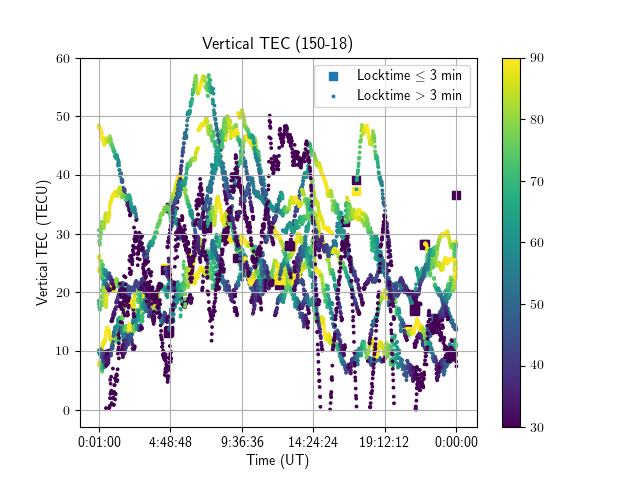 Vertical TEC (150-18)
Locktime ≤ 3 min
Locktime > 3 min
Vertical TEC (TECU)
60
50
40
30
20
10
0
0:01:00 4:48:48 9:36:36 14:24:24 19:12:12 0:00:00
Time (UT)
90
80
70
60
50
40
30